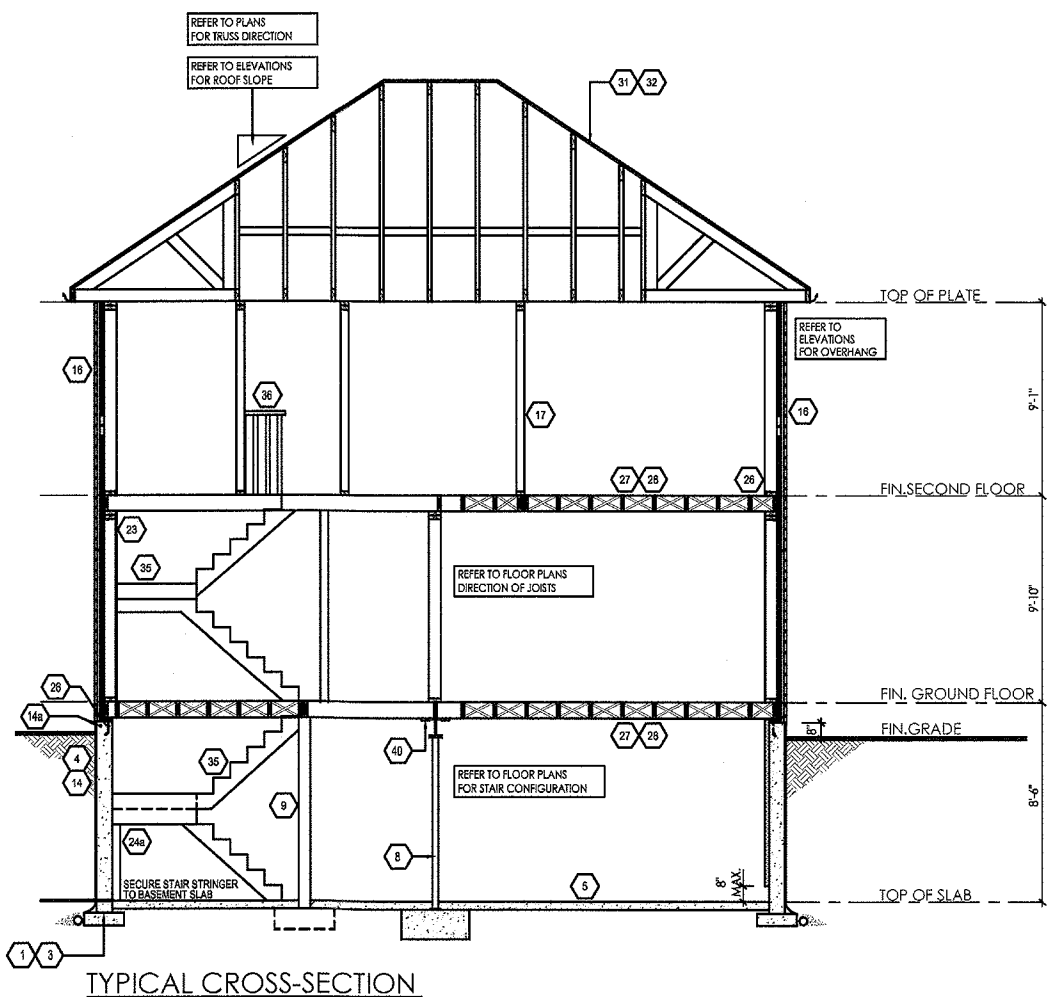 REFER TO PLANS
FOR TRUSS DIRECTION
REFER TO ELEVATIONS
FOR ROOF SLOPE
31 32
TOP OF PLATE
REFER TO
ELEVATIONS
FOR OVERHANG
16
36
17
16
9'-1"
27 28
26
FIN.SECOND FLOOR
23
35
REFER TO FLOOR PLANS
DIRECTION OF JOISTS
9'-10"
28
FIN. GROUND FLOOR
14a
8"
FIN.GRADE
4
14
35
40
27 28
REFER TO FLOOR PLANS
FOR STAIR CONFIGURATION
9
8'-6"
24a
8
SECURE STAIR STRINGER
TO BASEMENT SLAB
5
8"
MAX.
TOP OF SLAB
1 3
TYPICAL CROSS-SECTION